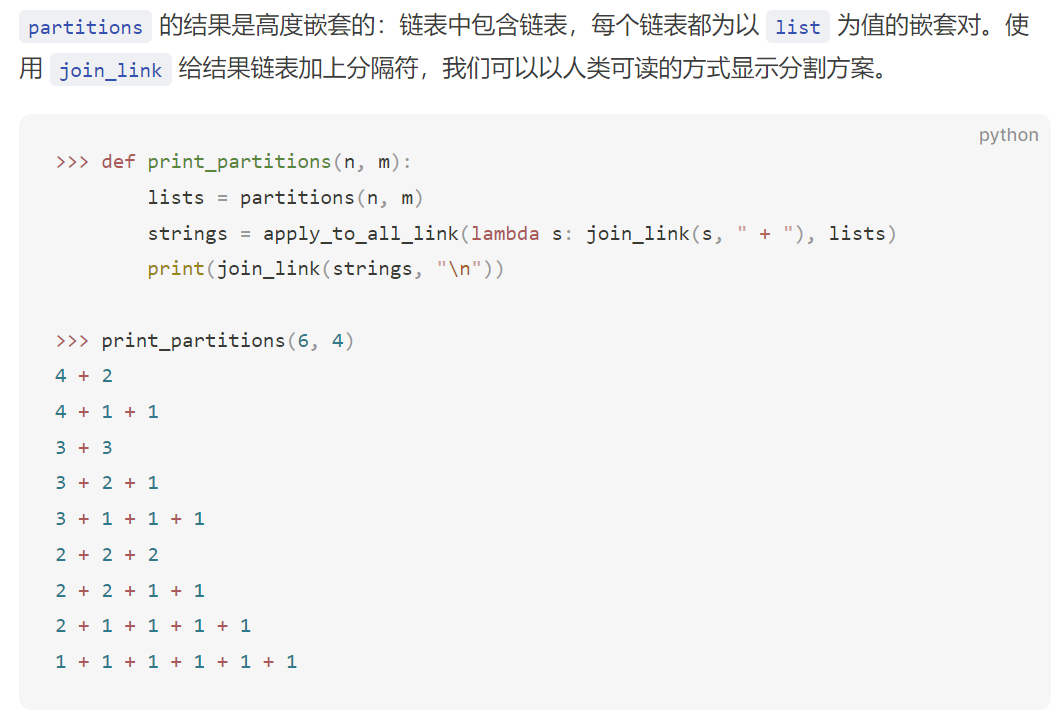 partitions 的结果是高度嵌套的：链表中包含链表，每个链表都为以 list 为值的嵌套对。使
用 join_link 给结果链表加上分隔符，我们可以以人类可读的方式显示分割方案。
python
>>> def print_partitions(n, m):
        lists = partitions(n, m)
        strings = apply_to_all_link(lambda s: join_link(s, " + "), lists)
        print(join_link(strings, "\n"))
>>> print_partitions(6, 4)
4 + 2
4 + 1 + 1
3 + 3
3 + 2 + 1
3 + 1 + 1 + 1
2 + 2 + 2
2 + 2 + 1 + 1
2 + 1 + 1 + 1 + 1
1 + 1 + 1 + 1 + 1 + 1